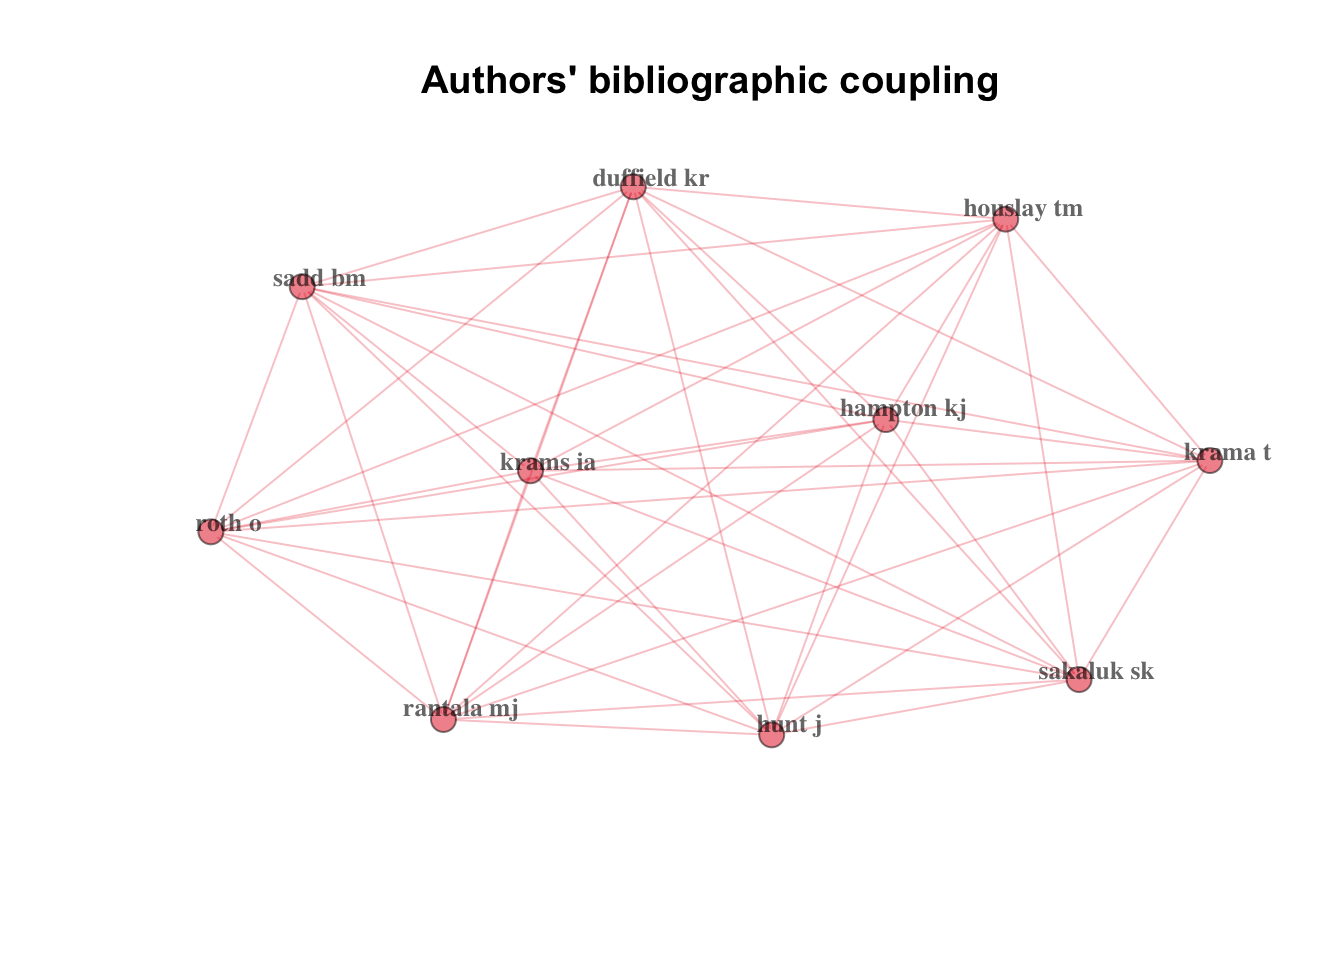 Authors' bibliographic coupling
duffield kr
houslay tm
sadd bm
hampton kj
krama t
krams ia
roth o
sakaluk sk
rantala mj
hunt j